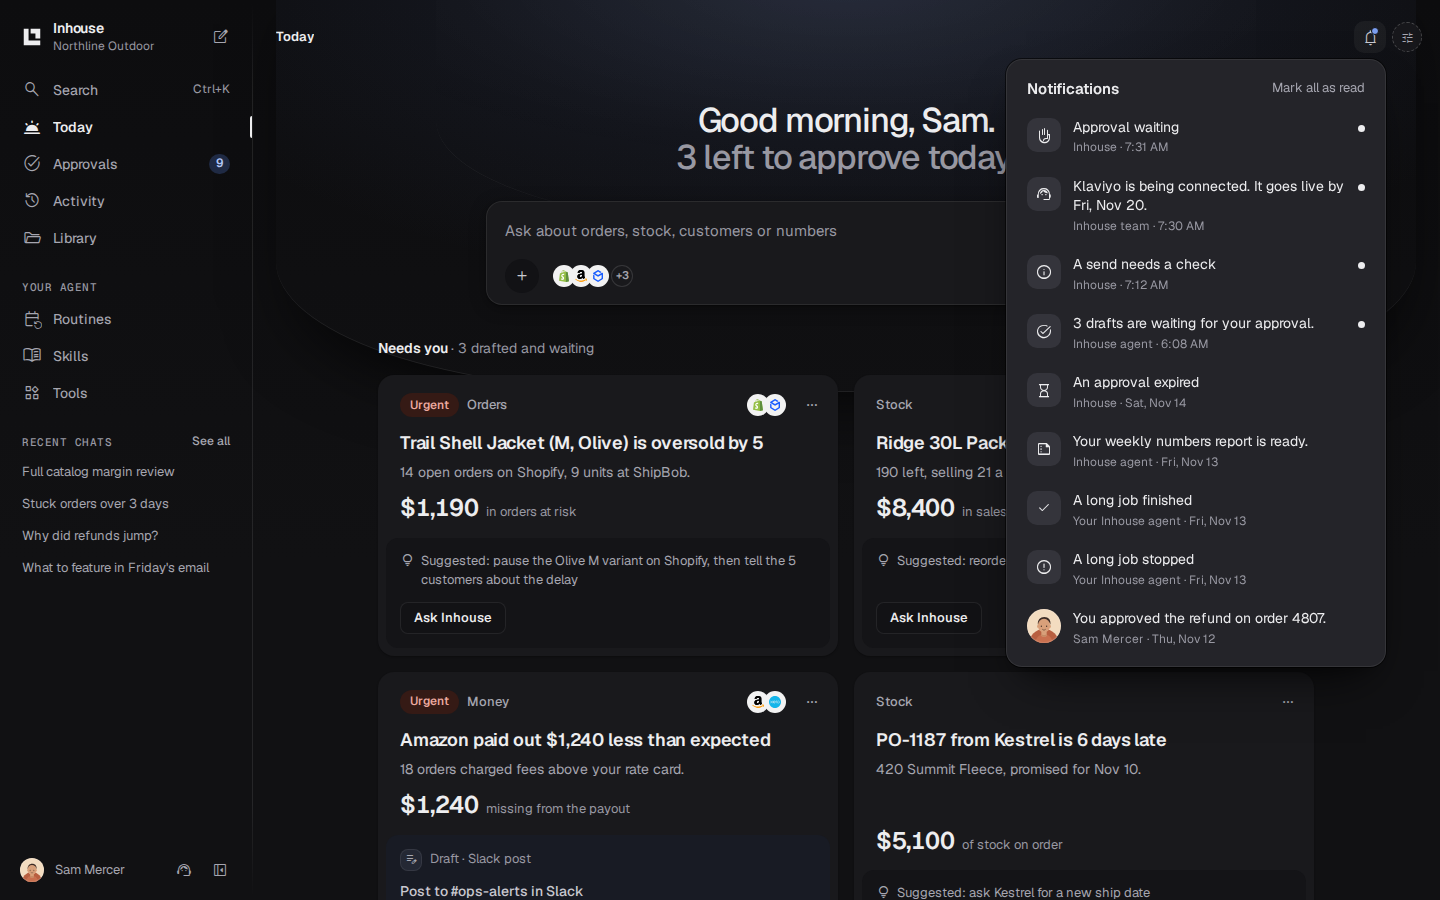 Inhouse
Northline Outdoor
Search
Ctrl+K
Today
Approvals
9
Activity
Library
YOUR AGENT
Routines
Skills
Tools
RECENT CHATS
See all
Full catalog margin review
Stuck orders over 3 days
Why did refunds jump?
What to feature in Friday's email
Sam Mercer
Today
Good morning, Sam.
3 left to approve today
Ask about orders, stock, customers or numbers
+3
Needs you · 3 drafted and waiting
Urgent
Orders
Trail Shell Jacket (M, Olive) is oversold by 5
14 open orders on Shopify, 9 units at ShipBob.
$1,190 in orders at risk
Suggested: pause the Olive M variant on Shopify, then tell the 5
customers about the delay
Ask Inhouse
Stock
Ridge 30L Pack
190 left, selling 21 a
$8,400 in sales
Suggested: reorde
Ask Inhouse
Urgent
Money
Amazon paid out $1,240 less than expected
18 orders charged fees above your rate card.
$1,240 missing from the payout
Draft · Slack post
Post to #ops-alerts in Slack
Stock
PO-1187 from Kestrel is 6 days late
420 Summit Fleece, promised for Nov 10.
$5,100 of stock on order
Suggested: ask Kestrel for a new ship date
Notifications
Mark all as read
Approval waiting
Inhouse · 7:31 AM
Klaviyo is being connected. It goes live by
Fri, Nov 20.
Inhouse team · 7:30 AM
A send needs a check
Inhouse · 7:12 AM
3 drafts are waiting for your approval.
Inhouse agent · 6:08 AM
An approval expired
Inhouse · Sat, Nov 14
Your weekly numbers report is ready.
Inhouse agent · Fri, Nov 13
A long job finished
Your Inhouse agent · Fri, Nov 13
A long job stopped
Your Inhouse agent · Fri, Nov 13
You approved the refund on order 4807.
Sam Mercer · Thu, Nov 12